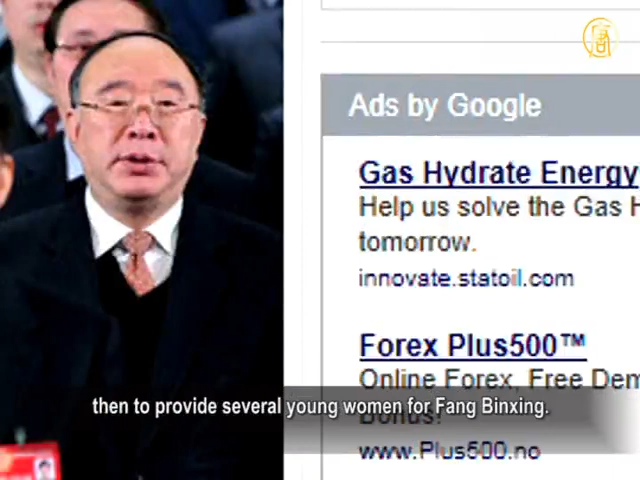 Ads by Google
Gas Hydrate Energy
Help us solve the Gas H
tomorrow.
innovate.statoil.com
Forex Plus500™
Online Forex, Free Dem
Bonus!
then to provide several young women for Fang Binxing.
www.Plus500.no